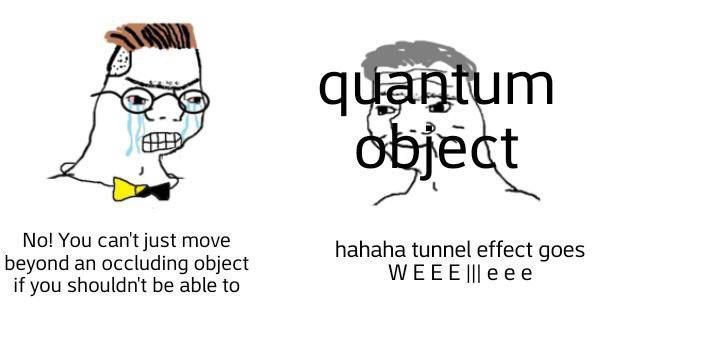 quantum
object
No! You can't just move
beyond an occluding object
if you shouldn't be able to
hahaha tunnel effect goes
W E E E ||| e e e